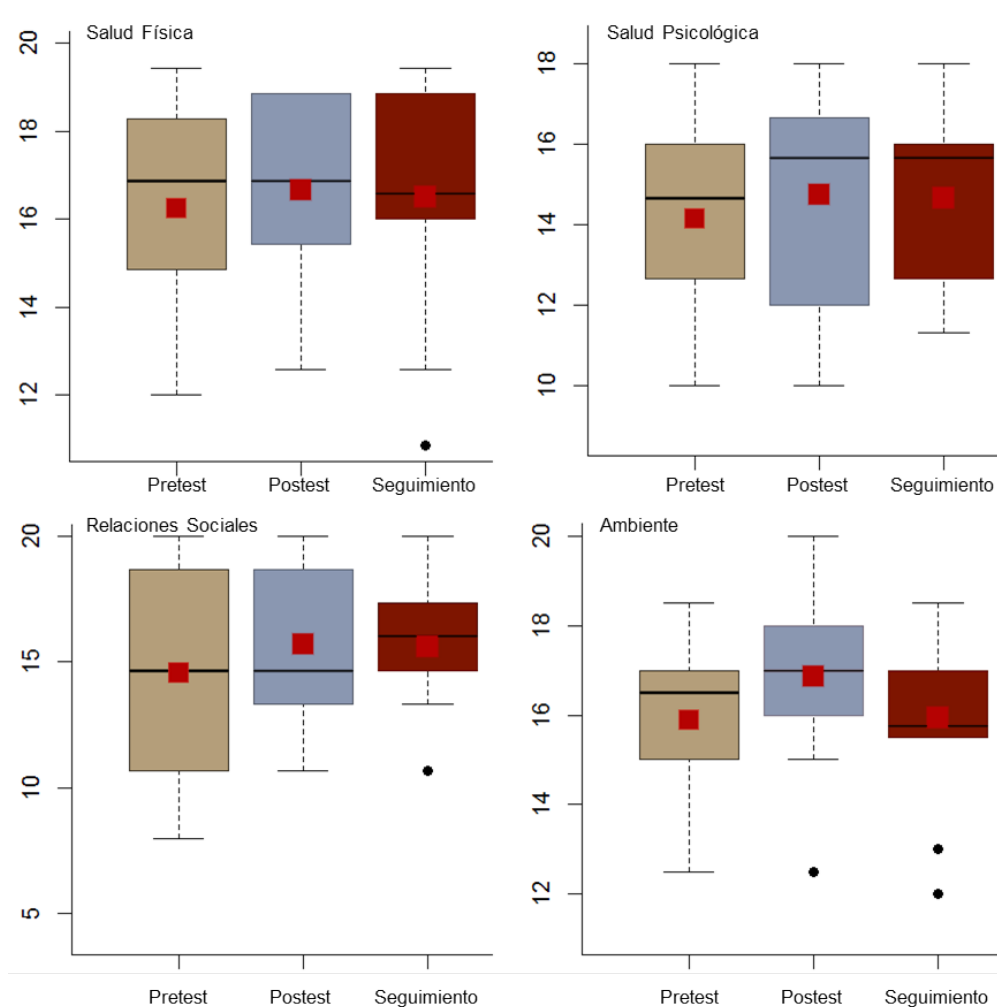 Salud Física
20
18
16
14
12
Pretest Postest Seguimiento
Salud Psicológica
18
16
14
12
10
Pretest Postest Seguimiento
Relaciones Sociales
20
15
10
5
Pretest Postest Seguimiento
Ambiente
20
18
16
14
12
Pretest Postest Seguimiento